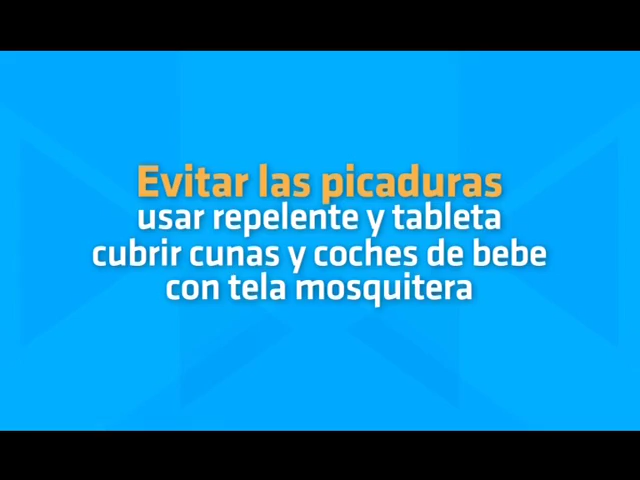 Evitar las picaduras
usar repelente y tableta
cubrir cunas y coches de bebe
con tela mosquitera